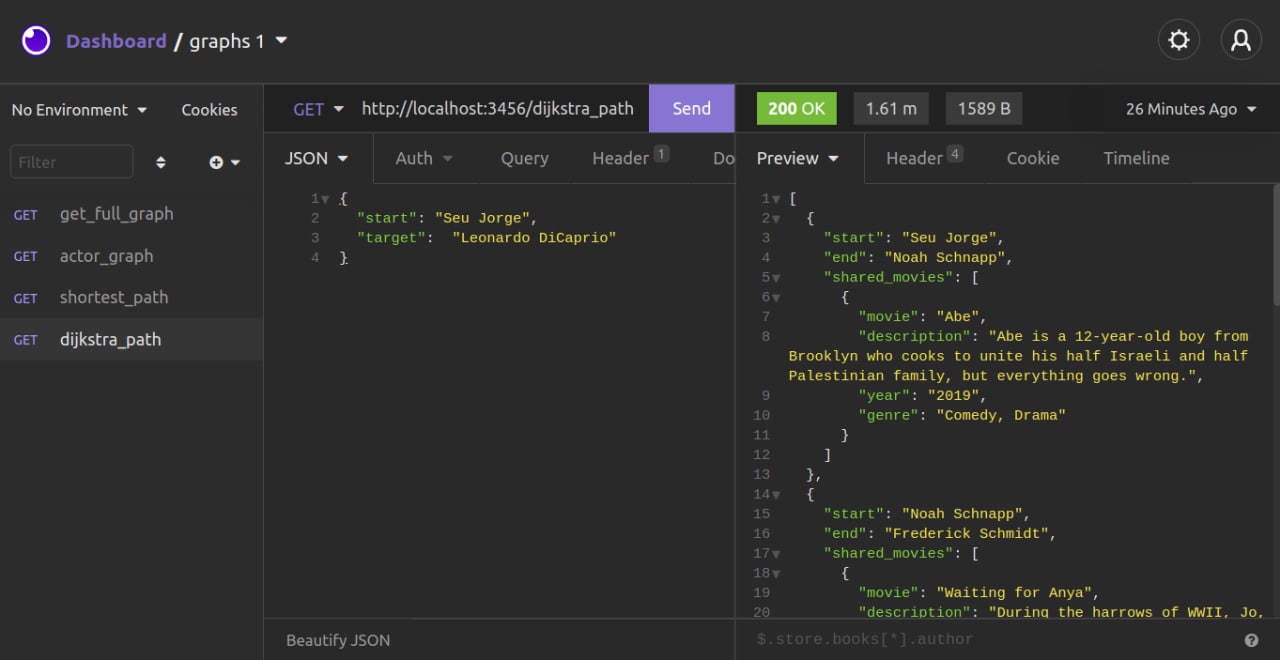 Dashboard / graphs 1
No Environment Cookies
Filter
GET get_full_graph
GET actor_graph
GET shortest_path
GET dijkstra_path
GET http://localhost:3456/dijkstra_path Send
JSON Auth Query Header 1 Do
1 {
2 "start": "Seu Jorge",
3 "target":  "Leonardo DiCaprio"
4 }
Beautify JSON
200 OK 1.61 m 1589 B 26 Minutes Ago
Preview Header 4 Cookie Timeline
1 [
2 {
3 "start": "Seu Jorge",
4 "end": "Noah Schnapp",
5 "shared_movies": [
6 {
7 "movie": "Abe",
8 "description": "Abe is a 12-year-old boy from
Brooklyn who cooks to unite his half Israeli and half
Palestinian family, but everything goes wrong.",
9 "year": "2019",
10 "genre": "Comedy, Drama"
11 }
12 ]
13 },
14 {
15 "start": "Noah Schnapp",
16 "end": "Frederick Schmidt",
17 "shared_movies": [
18 {
19 "movie": "Waiting for Anya",
20 "description": "During the harrows of WWII, Jo,
$.store.books[*].author